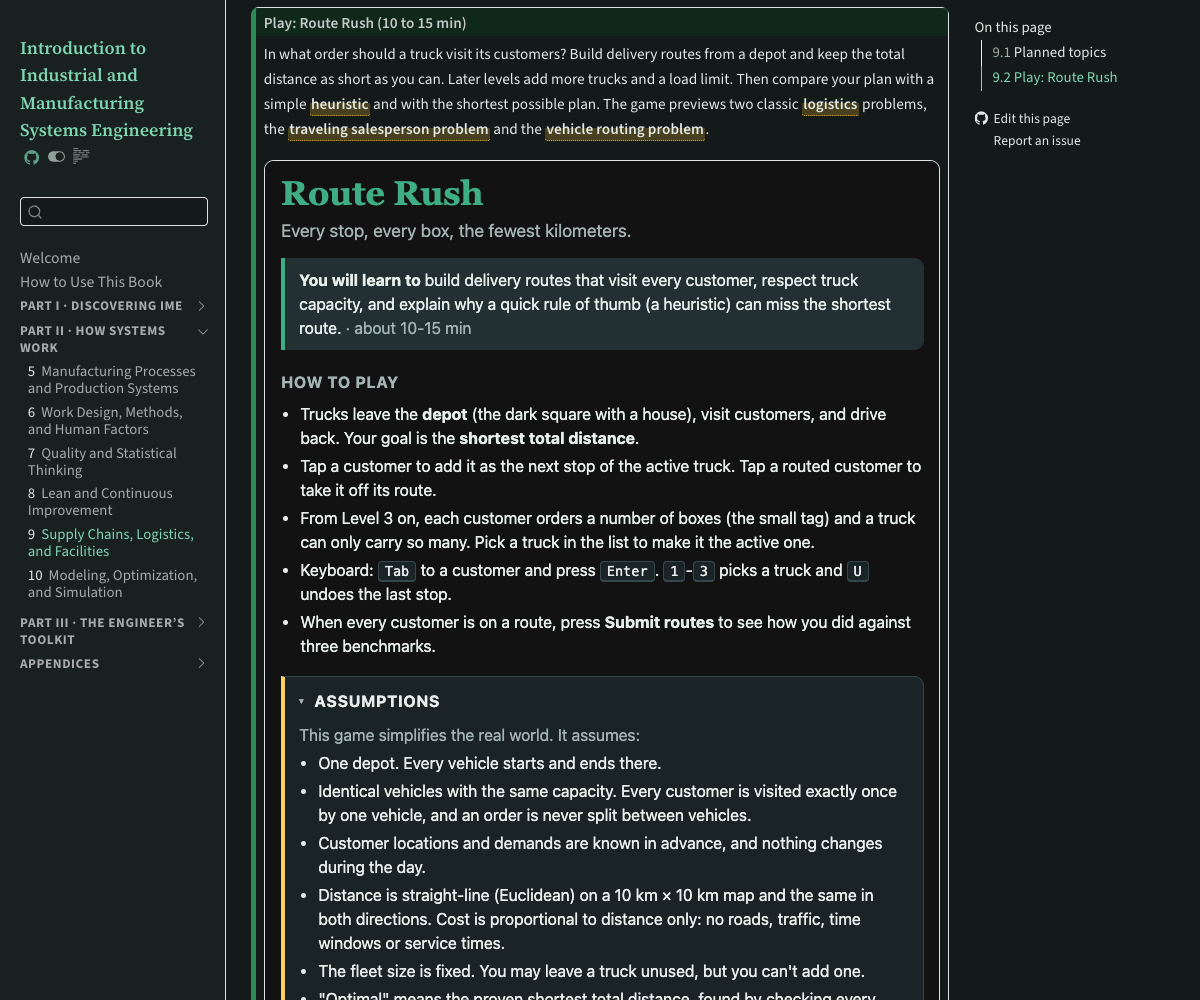 Introduction to
Industrial and
Manufacturing
Systems Engineering
Welcome
How to Use This Book
PART I · DISCOVERING IME
PART II · HOW SYSTEMS
WORK
5 Manufacturing Processes
and Production Systems
6 Work Design, Methods,
and Human Factors
7 Quality and Statistical
Thinking
8 Lean and Continuous
Improvement
9 Supply Chains, Logistics,
and Facilities
10 Modeling, Optimization,
and Simulation
PART III · THE ENGINEER’S
TOOLKIT
APPENDICES
Play: Route Rush (10 to 15 min)
In what order should a truck visit its customers? Build delivery routes from a depot and keep the total
distance as short as you can. Later levels add more trucks and a load limit. Then compare your plan with a
simple heuristic and with the shortest possible plan. The game previews two classic logistics problems,
the traveling salesperson problem and the vehicle routing problem.
Route Rush
Every stop, every box, the fewest kilometers.
You will learn to build delivery routes that visit every customer, respect truck
capacity, and explain why a quick rule of thumb (a heuristic) can miss the shortest
route. · about 10-15 min
HOW TO PLAY
• Trucks leave the depot (the dark square with a house), visit customers, and drive
back. Your goal is the shortest total distance.
• Tap a customer to add it as the next stop of the active truck. Tap a routed customer to
take it off its route.
• From Level 3 on, each customer orders a number of boxes (the small tag) and a truck
can only carry so many. Pick a truck in the list to make it the active one.
• Keyboard: Tab to a customer and press Enter. 1-3 picks a truck and U
undoes the last stop.
• When every customer is on a route, press Submit routes to see how you did against
three benchmarks.
▾ ASSUMPTIONS
This game simplifies the real world. It assumes:
• One depot. Every vehicle starts and ends there.
• Identical vehicles with the same capacity. Every customer is visited exactly once
by one vehicle, and an order is never split between vehicles.
• Customer locations and demands are known in advance, and nothing changes
during the day.
• Distance is straight-line (Euclidean) on a 10 km × 10 km map and the same in
both directions. Cost is proportional to distance only: no roads, traffic, time
windows or service times.
• The fleet size is fixed. You may leave a truck unused, but you can't add one.
• "Optimal" means the proven shortest total distance, found by checking every
On this page
9.1 Planned topics
9.2 Play: Route Rush
Edit this page
Report an issue